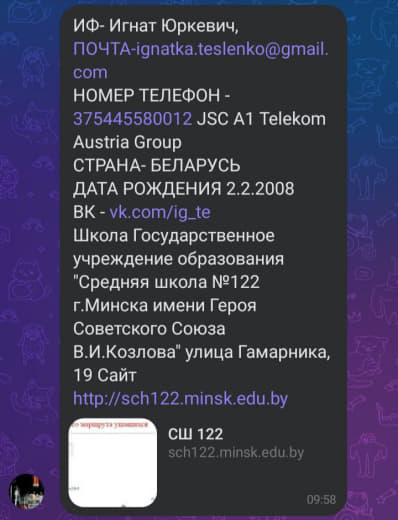 ИФ- Игнат Юркевич,
ПОЧТА-ignatka.teslenko@gmail.
com
НОМЕР ТЕЛЕФОН -
375445580012 JSC A1 Telekom
Austria Group
СТРАНА- БЕЛАРУСЬ
ДАТА РОЖДЕНИЯ 2.2.2008
ВК - vk.com/ig_te
Школа Государственное
учреждение образования
"Средняя школа №122
г.Минска имени Героя
Советского Союза
В.И.Козлова" улица Гамарника,
19 Сайт
http://sch122.minsk.edu.by
СШ 122
sch122.minsk.edu.by
09:58